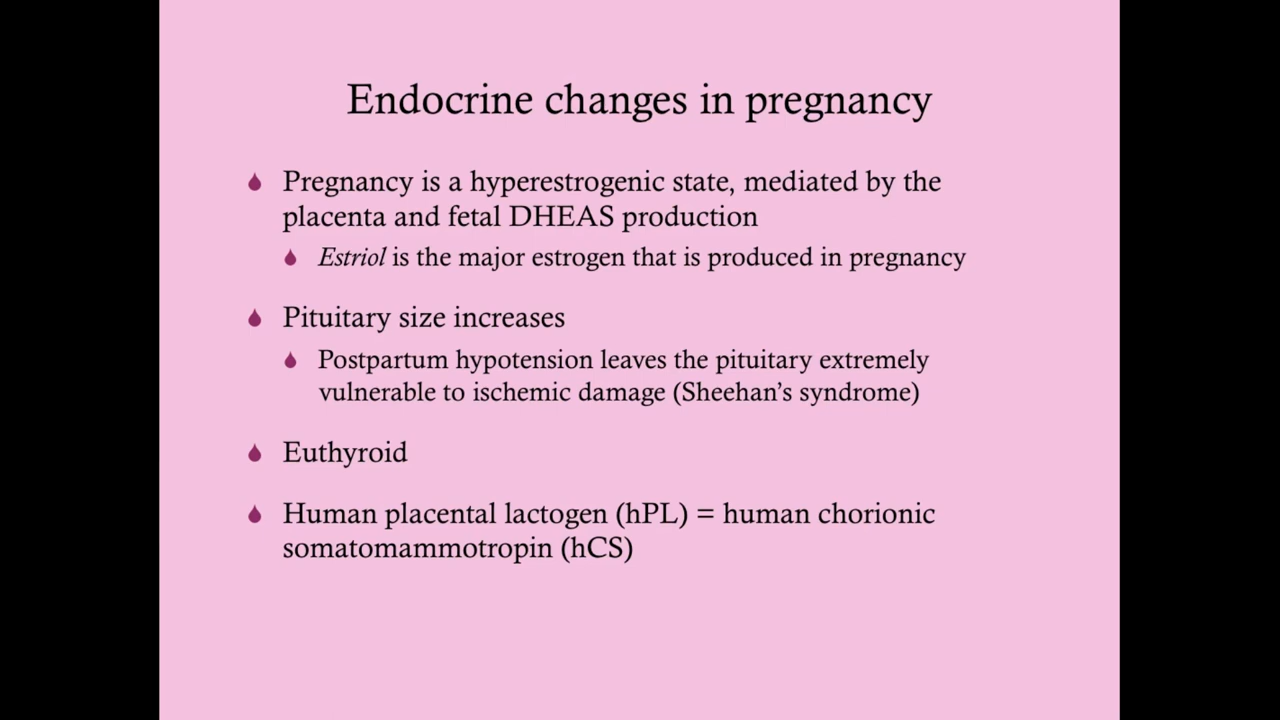 Endocrine changes in pregnancy
Pregnancy is a hyperestrogenic state, mediated by the
placenta and fetal DHEAS production
Estriol is the major estrogen that is produced in pregnancy
Pituitary size increases
Postpartum hypotension leaves the pituitary extremely
vulnerable to ischemic damage (Sheehan’s syndrome)
Euthyroid
Human placental lactogen (hPL) = human chorionic
somatomammotropin (hCS)